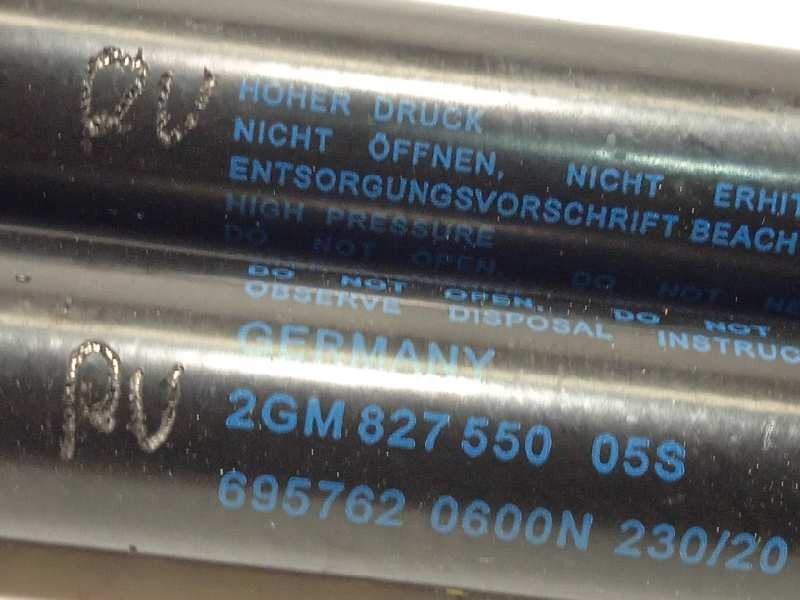 RV
HOHER DRUCK
NICHT ÖFFNEN, NICHT ERHIT
ENTSORGUNGSVORSCHRIFT BEACH
HIGH PRESSURE
DO NOT OPEN. DO NOT HE
DO NOT OPEN. DO NOT
OBSERVE DISPOSAL INSTRUC
GERMANY
RV
2GM 827 550 05S
695762 0600N 230/20